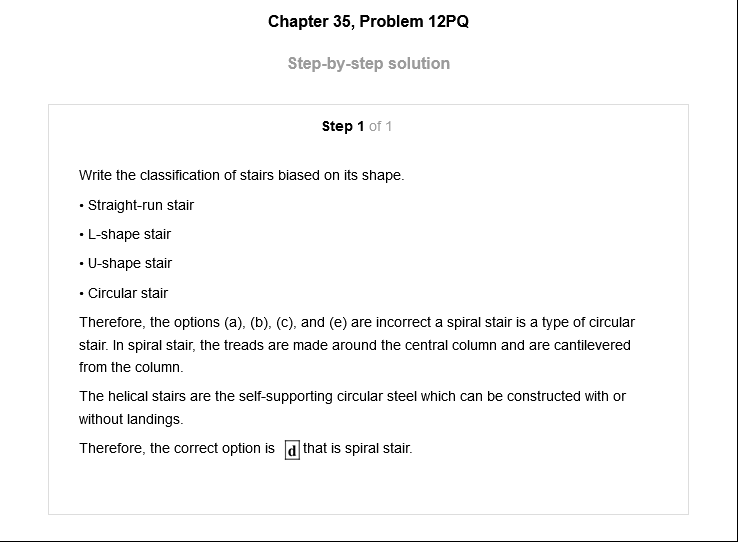 Chapter 35, Problem 12PQ
Step-by-step solution
Step 1 of 1
Write the classification of stairs biased on its shape.
• Straight-run stair
• L-shape stair
• U-shape stair
• Circular stair
Therefore, the options (a), (b), (c), and (e) are incorrect a spiral stair is a type of circular
stair. In spiral stair, the treads are made around the central column and are cantilevered
from the column.
The helical stairs are the self-supporting circular steel which can be constructed with or
without landings.
Therefore, the correct option is d that is spiral stair.